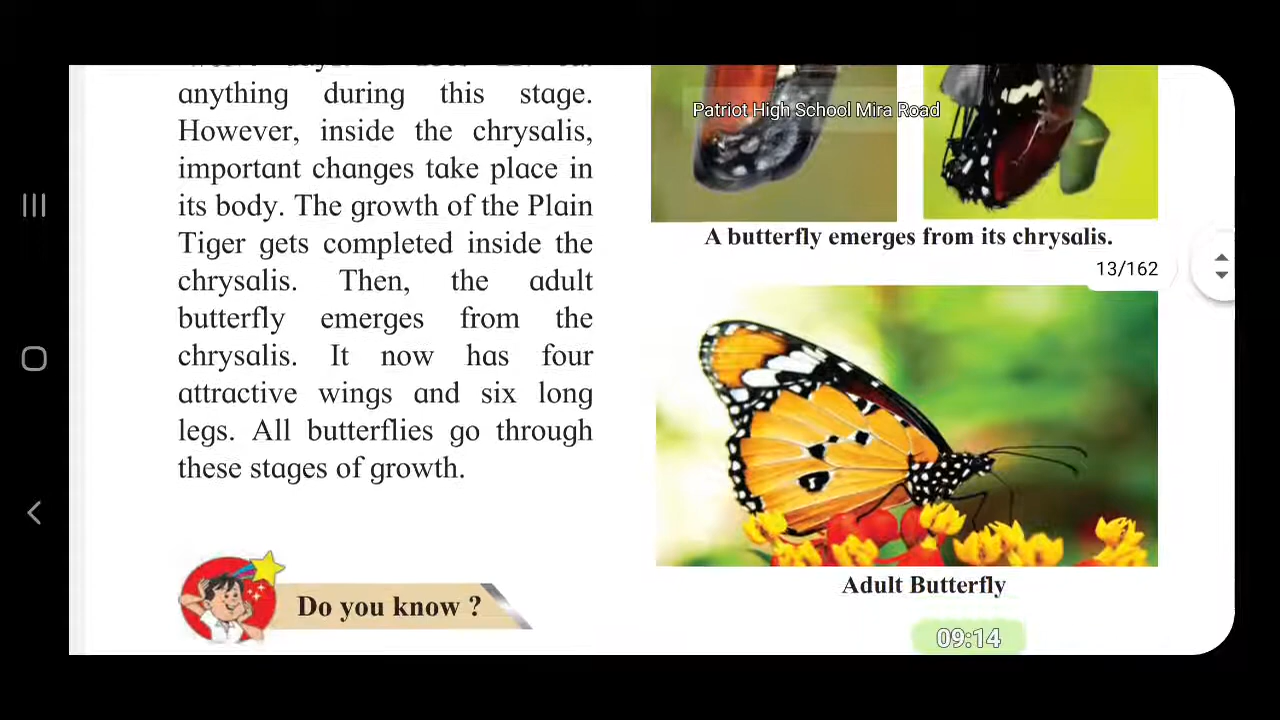 anything during this stage.
However, inside the chrysalis,
important changes take place in
its body. The growth of the Plain
Tiger gets completed inside the
chrysalis. Then, the adult
butterfly emerges from the
chrysalis. It now has four
attractive wings and six long
legs. All butterflies go through
these stages of growth.
Do you know ?
Patriot High School Mira Road
A butterfly emerges from its chrysalis.
13/162
Adult Butterfly
09:14